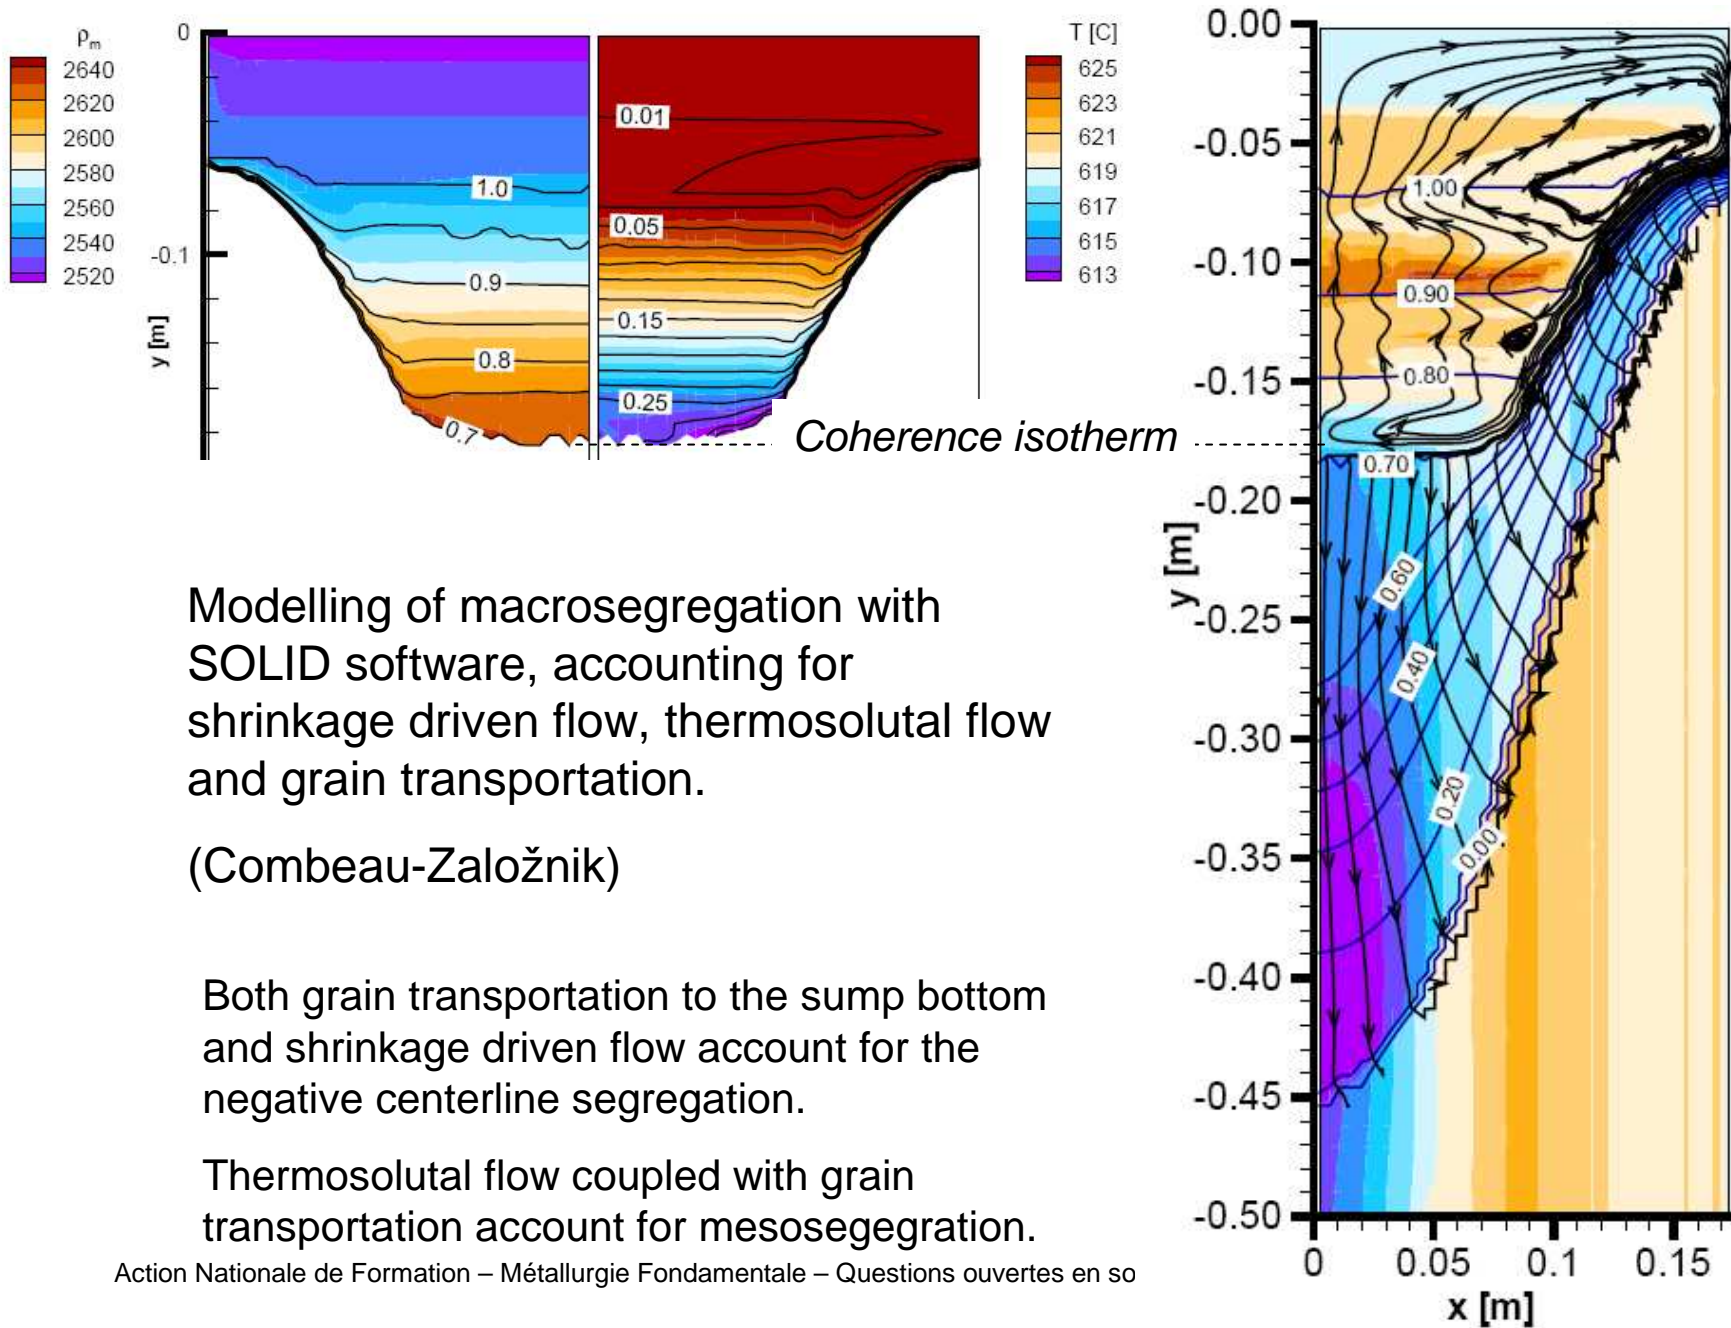 ρm
2640
2620
2600
2580
2560
2540
2520
0
-0.1
y [m]
1.0
0.9
0.8
0.7
0.01
0.05
0.15
0.25
T [C]
625
623
621
619
617
615
613
Coherence isotherm
0.00
-0.05
-0.10
-0.15
-0.20
-0.25
-0.30
-0.35
-0.40
-0.45
-0.50
y [m]
1.00
0.90
0.80
0.70
0.60
0.40
0.20
0.00
0
0.05
0.1
0.15
x [m]
Modelling of macrosegregation with
SOLID software, accounting for
shrinkage driven flow, thermosolutal flow
and grain transportation.
(Combeau-Založnik)
Both grain transportation to the sump bottom
and shrinkage driven flow account for the
negative centerline segregation.
Thermosolutal flow coupled with grain
transportation account for mesosegegration.
Action Nationale de Formation – Métallurgie Fondamentale – Questions ouvertes en so